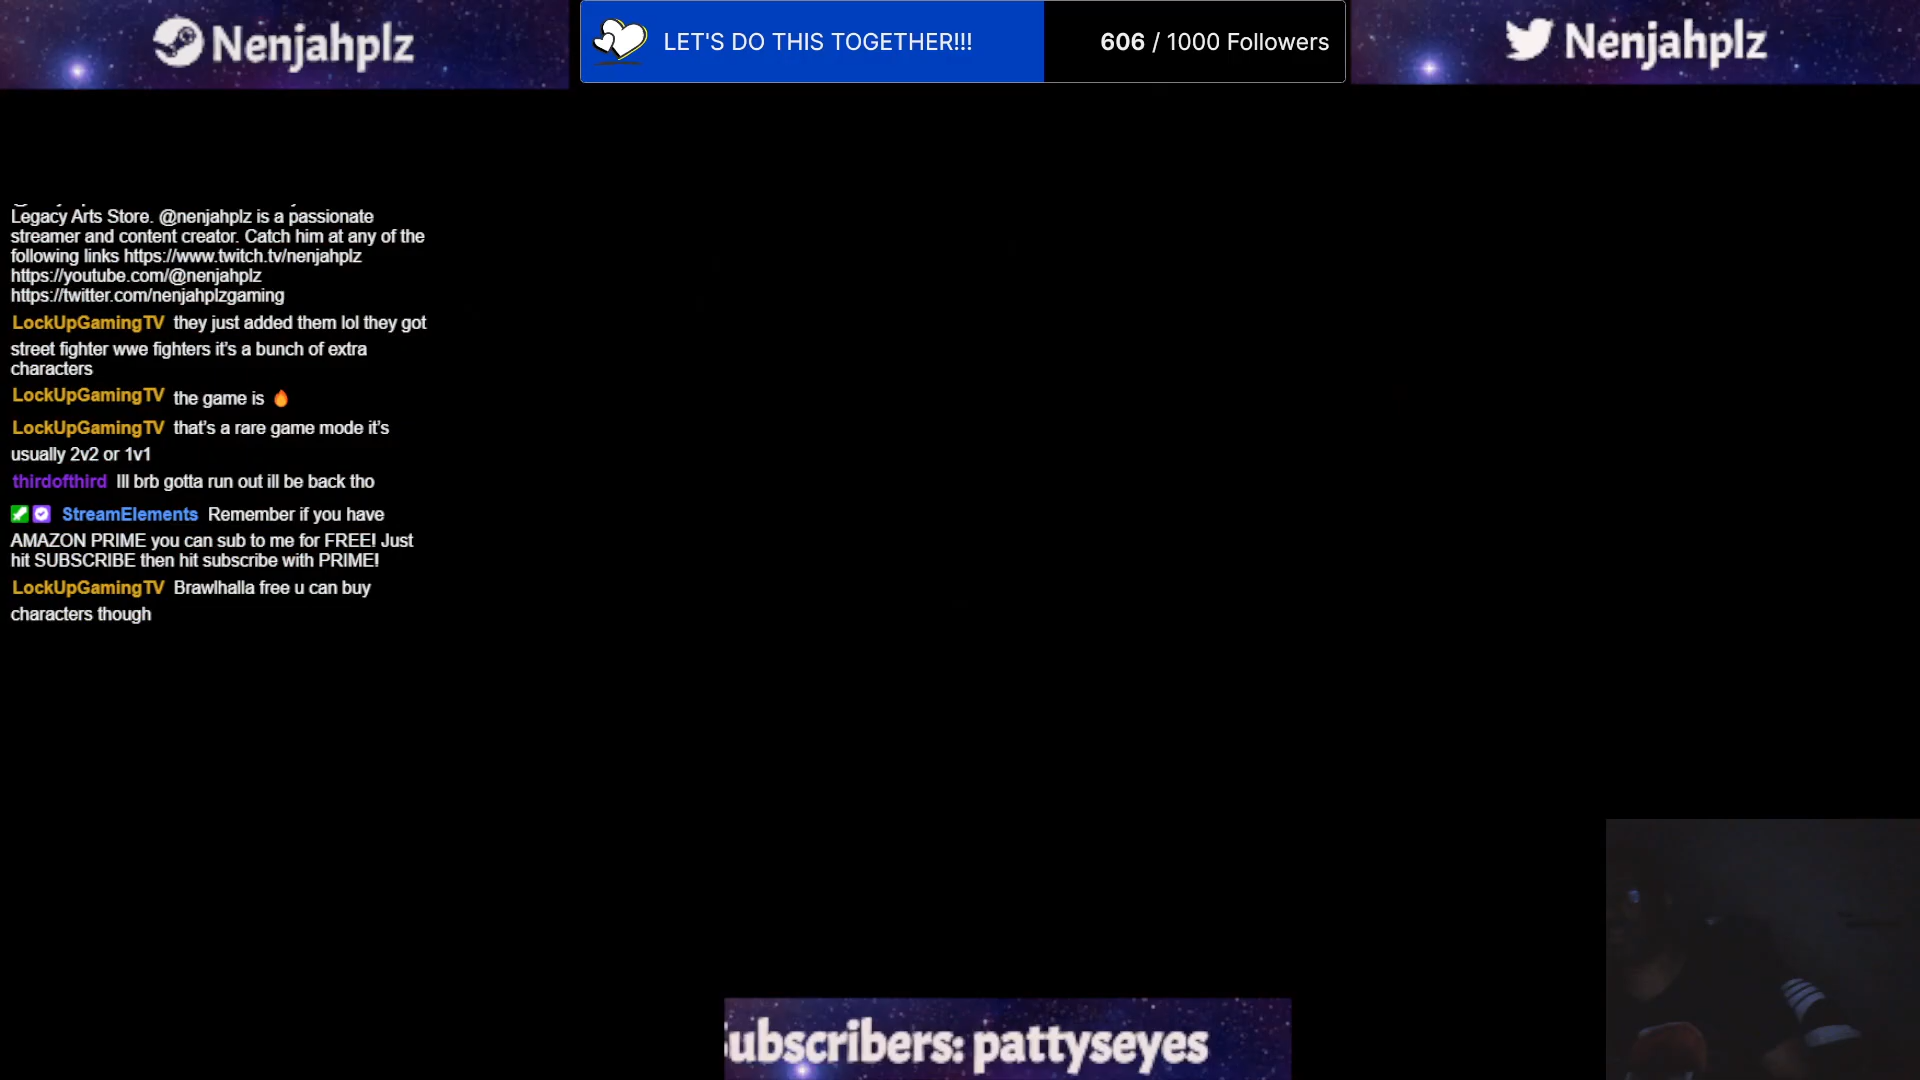 Nenjahplz
LET'S DO THIS TOGETHER!!!
606 / 1000 Followers
Nenjahplz
Legacy Arts Store. @nenjahplz is a passionate
streamer and content creator. Catch him at any of the
following links https://www.twitch.tv/nenjahplz
https://youtube.com/@nenjahplz
https://twitter.com/nenjahplzgaming
LockUpGamingTV they just added them lol they got
street fighter wwe fighters it's a bunch of extra
characters
LockUpGamingTV the game is 🔥
LockUpGamingTV that's a rare game mode it's
usually 2v2 or 1v1
thirdofthird Ill brb gotta run out ill be back tho
StreamElements Remember if you have
AMAZON PRIME you can sub to me for FREE! Just
hit SUBSCRIBE then hit subscribe with PRIME!
LockUpGamingTV Brawlhalla free u can buy
characters though
ubscribers: pattyseyes